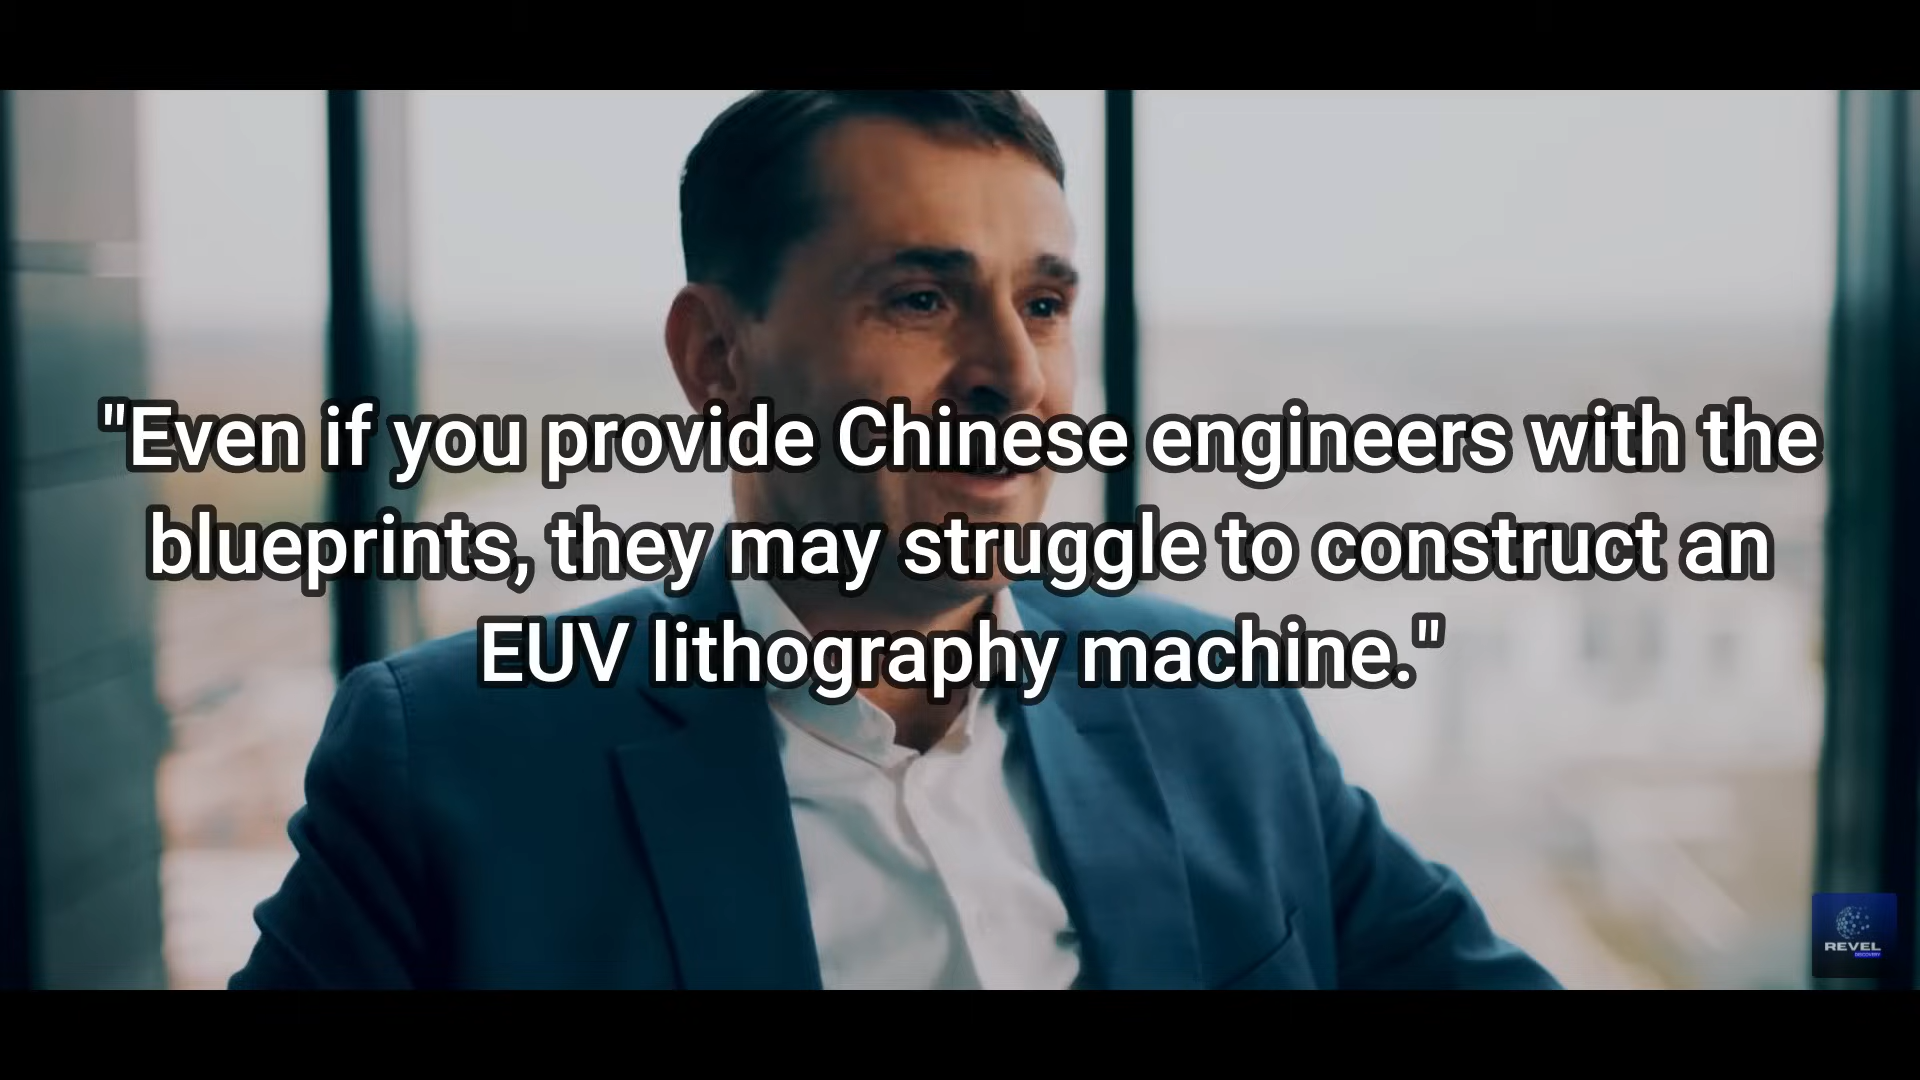 "Even if you provide Chinese engineers with the
blueprints, they may struggle to construct an
EUV lithography machine."
REVEL
DISCOVERY